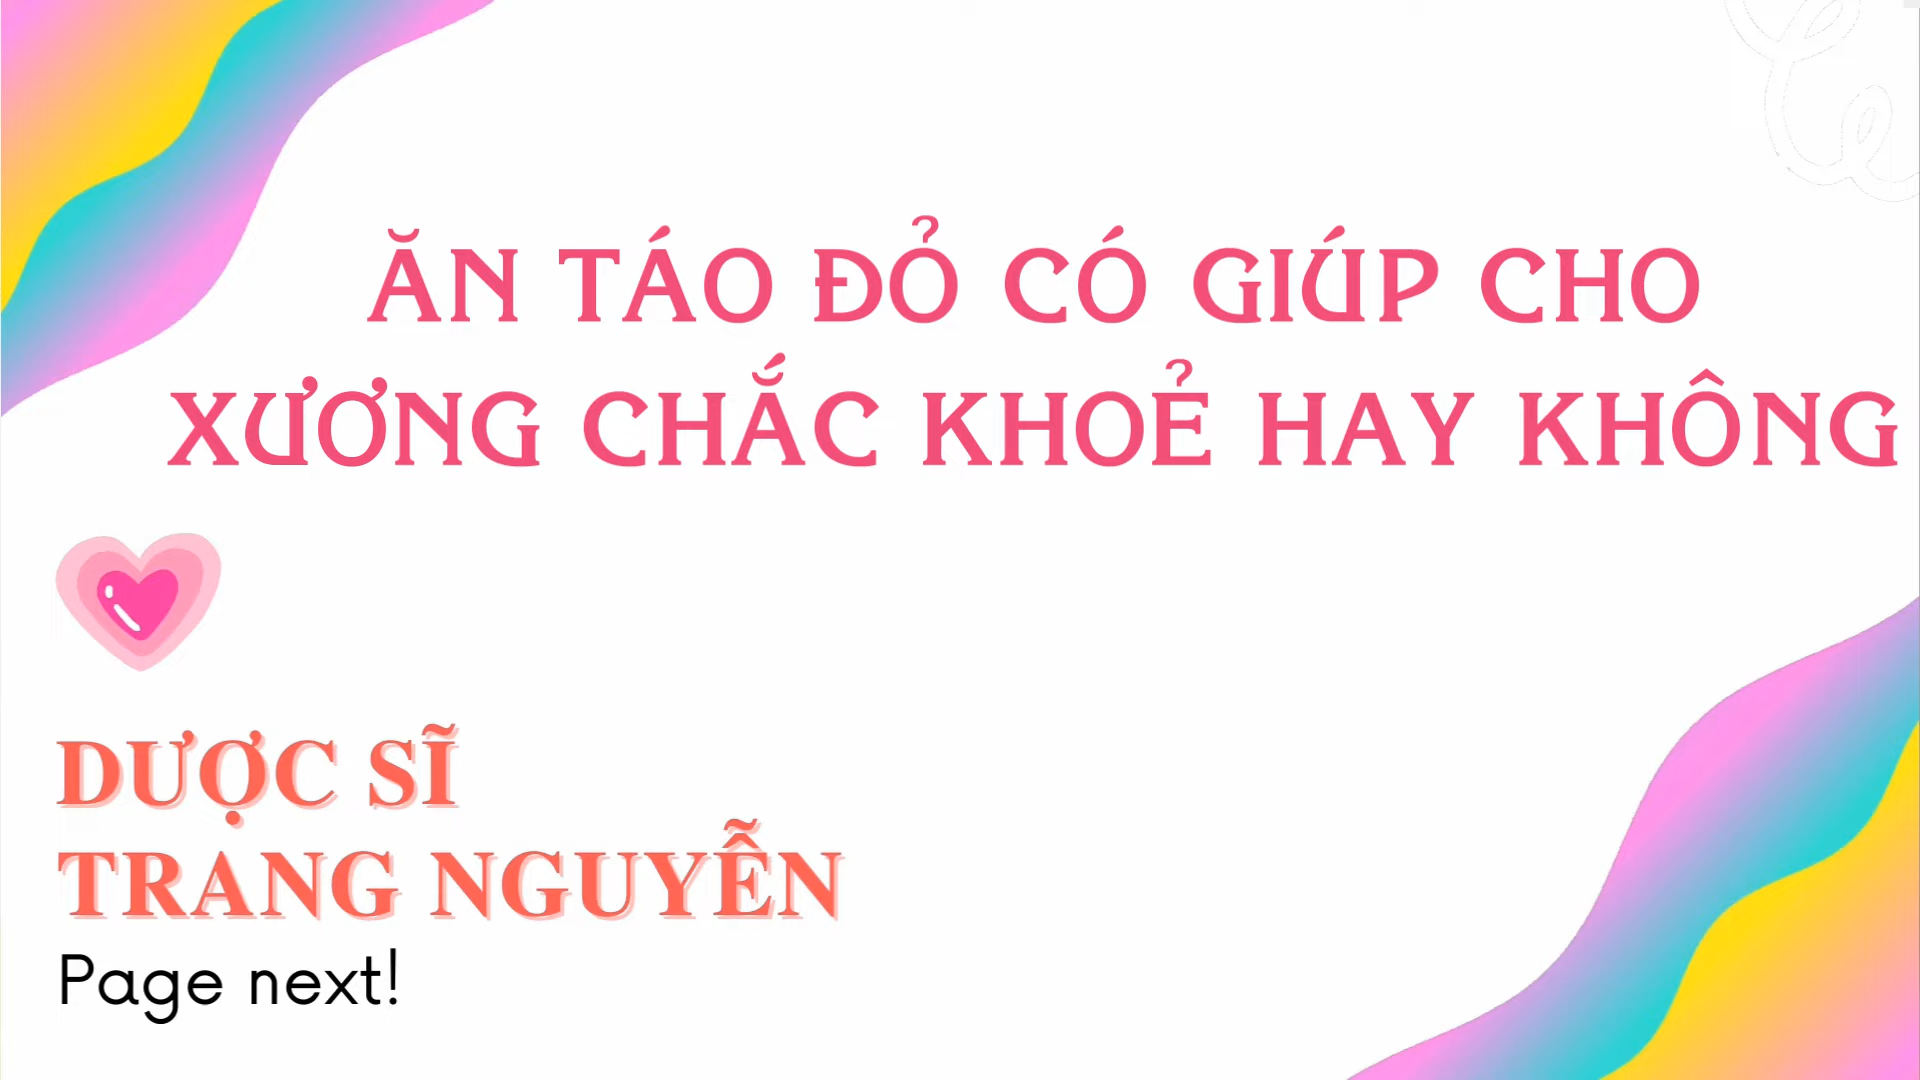 ĂN TÁO ĐỎ CÓ GIÚP CHO
XƯƠNG CHẮC KHOẺ HAY KHÔNG
DƯỢC SĨ
TRANG NGUYỄN
Page next!